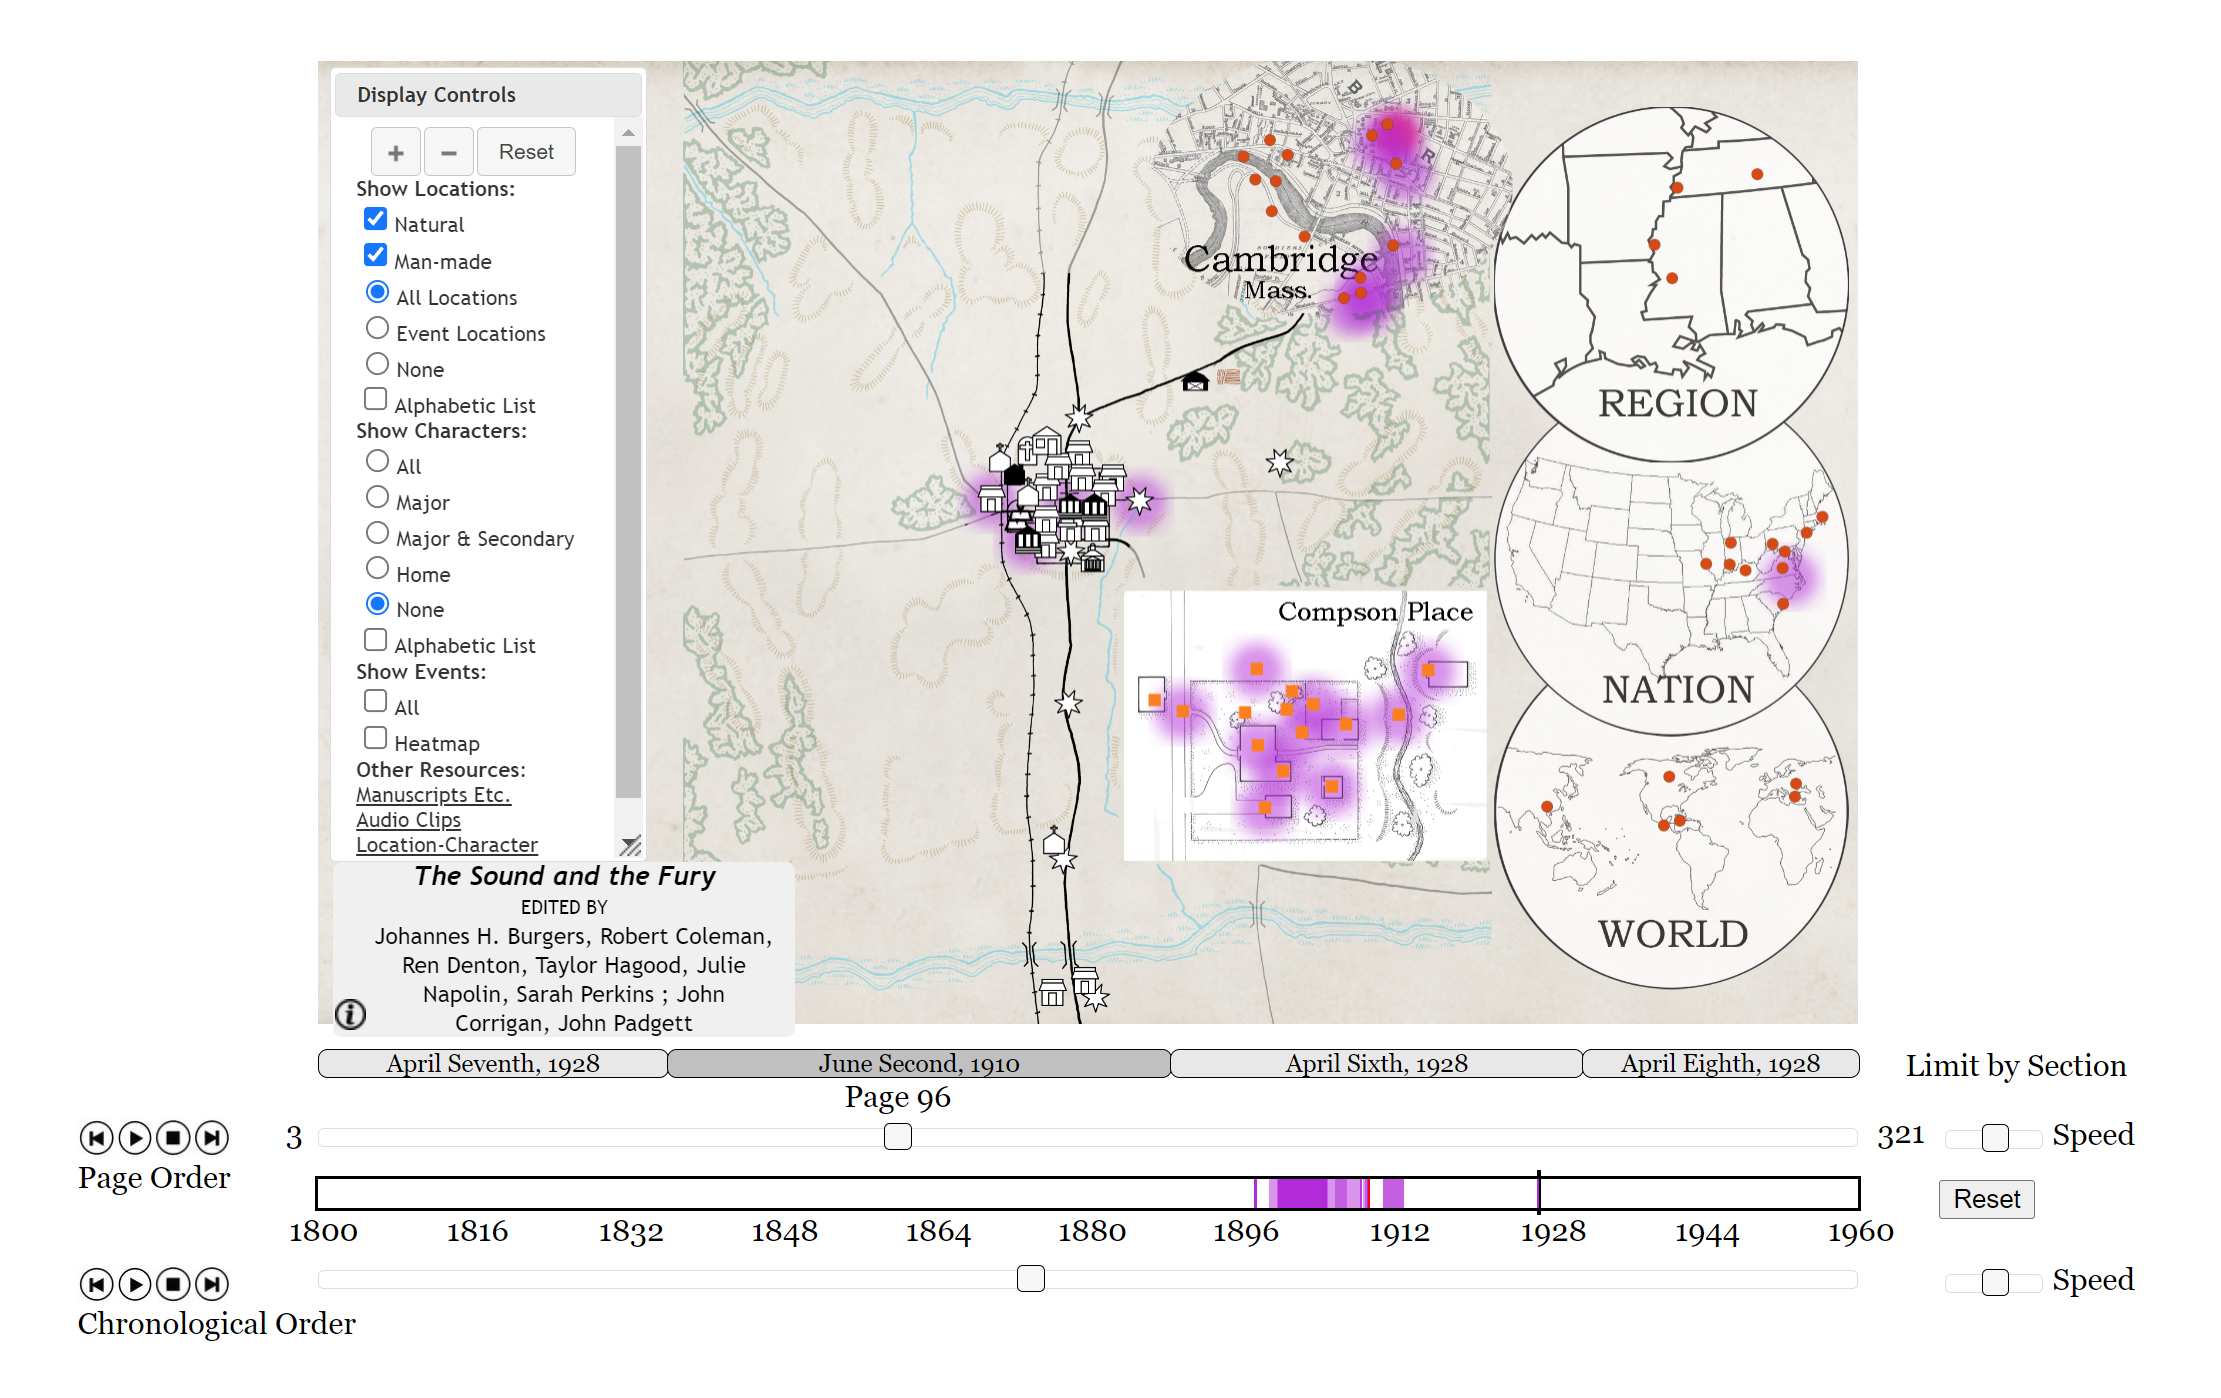 Display Controls
+
−
Reset
Show Locations:
Natural
Man-made
All Locations
Event Locations
None
Alphabetic List
Show Characters:
All
Major
Major & Secondary
Home
None
Alphabetic List
Show Events:
All
Heatmap
Other Resources:
Manuscripts Etc.
Audio Clips
Location-Character
The Sound and the Fury
EDITED BY
Johannes H. Burgers, Robert Coleman,
Ren Denton, Taylor Hagood, Julie
Napolin, Sarah Perkins ; John
Corrigan, John Padgett
B
R
Cambridge
Mass.
Compson Place
REGION
NATION
WORLD
April Seventh, 1928
June Second, 1910
April Sixth, 1928
April Eighth, 1928
Limit by Section
Page 96
3
321
Speed
Page Order
Reset
1800 1816 1832 1848 1864 1880 1896 1912 1928 1944 1960
Speed
Chronological Order